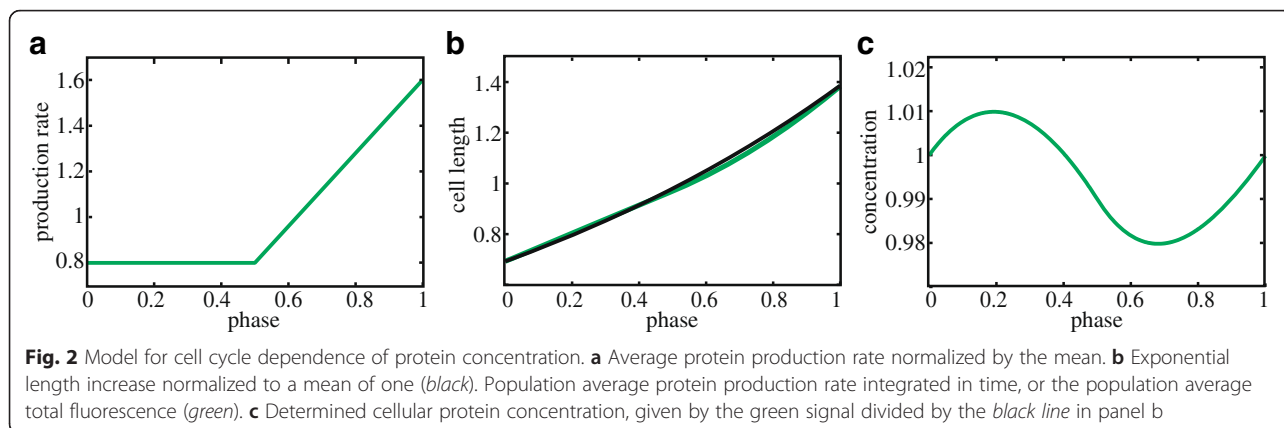 a
b
c
production rate
1.6
1.4
1.2
1
0.8
0
0.2
0.4
0.6
0.8
1
phase
cell length
1.4
1.2
1
0.8
0
0.2
0.4
0.6
0.8
1
phase
concentration
1.02
1.01
1
0.99
0.98
0
0.2
0.4
0.6
0.8
1
phase
Fig. 2 Model for cell cycle dependence of protein concentration. a Average protein production rate normalized by the mean. b Exponential
length increase normalized to a mean of one (black). Population average protein production rate integrated in time, or the population average
total fluorescence (green). c Determined cellular protein concentration, given by the green signal divided by the black line in panel b